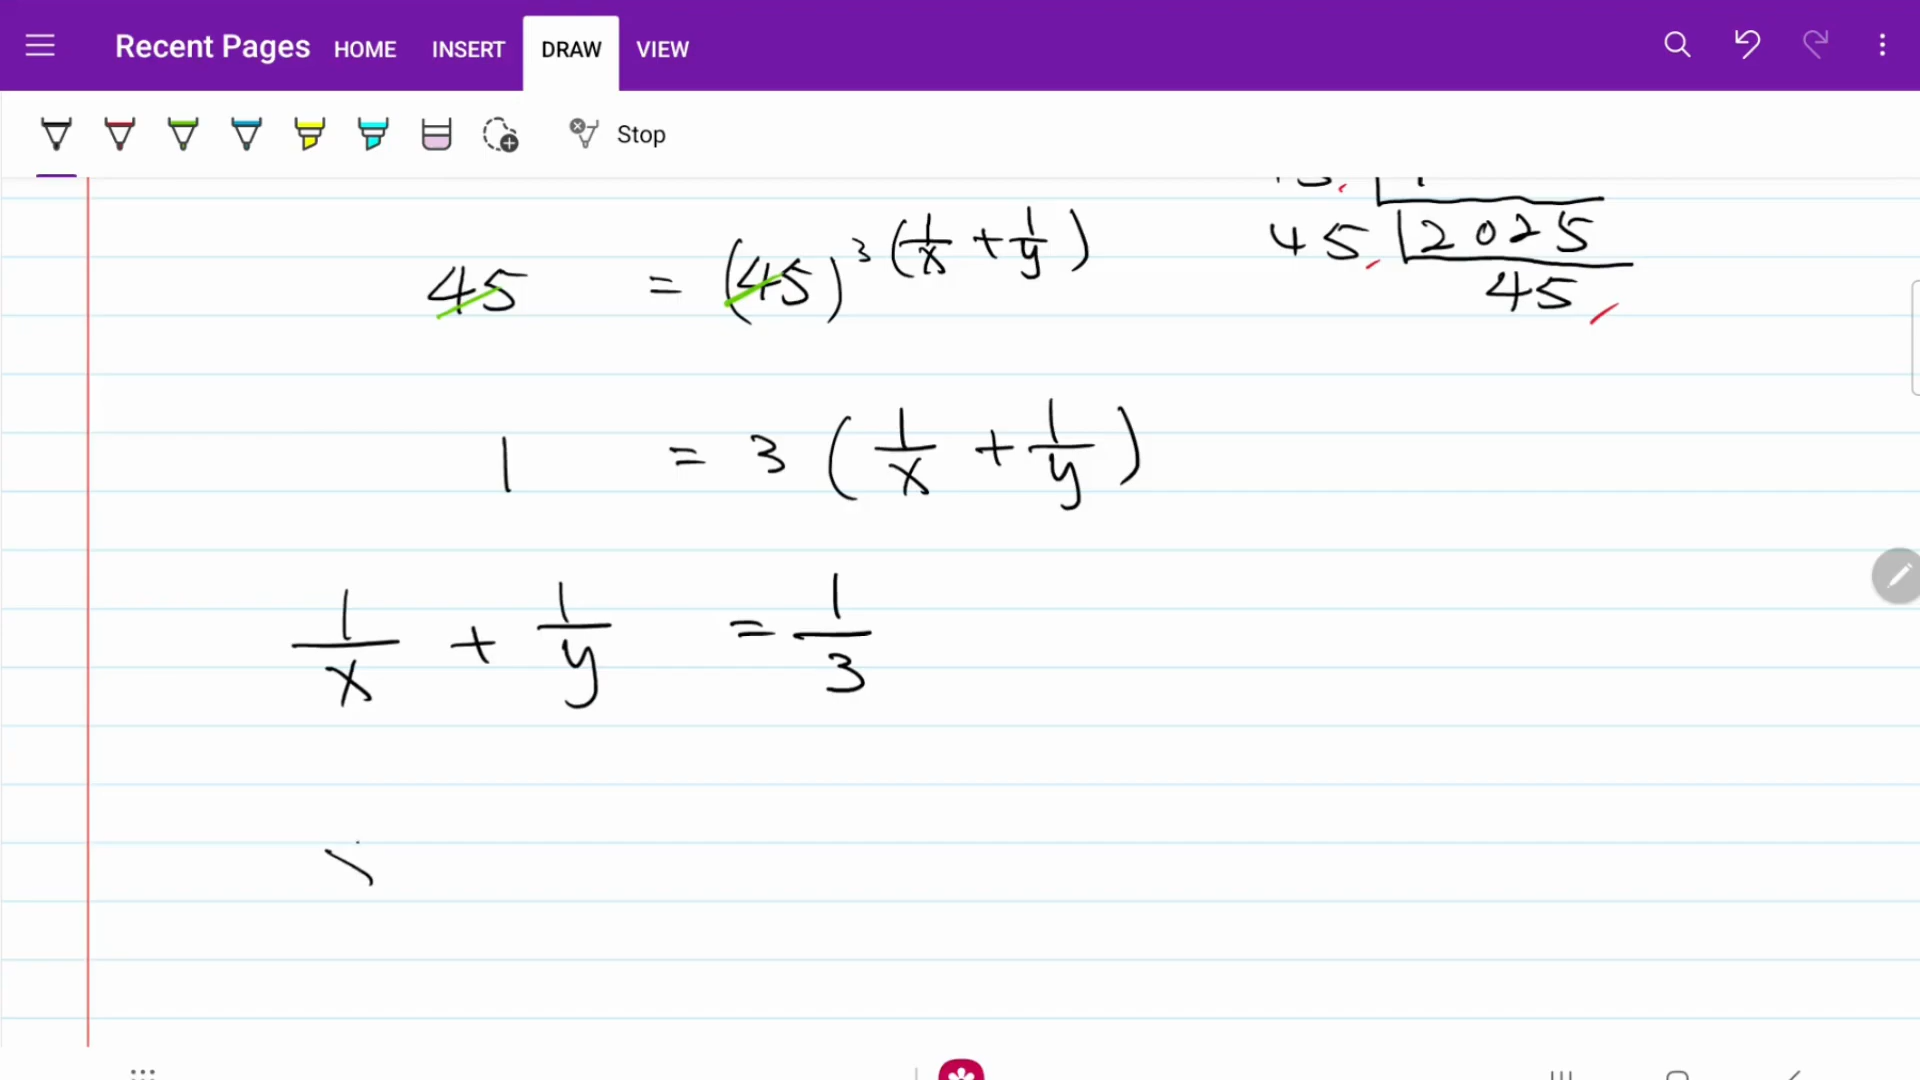 Recent Pages HOME INSERT DRAW VIEW
Stop
45 = (45)^3(1/x + 1/y)
45 2025
45
1 = 3 (1/x + 1/y)
1/x + 1/y = 1/3